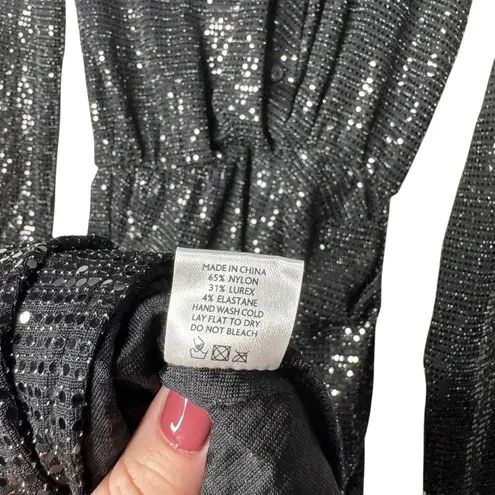 MADE IN CHINA
65% NYLON
31% LUREX
4% ELASTANE
HAND WASH COLD
LAY FLAT TO DRY
DO NOT BLEACH